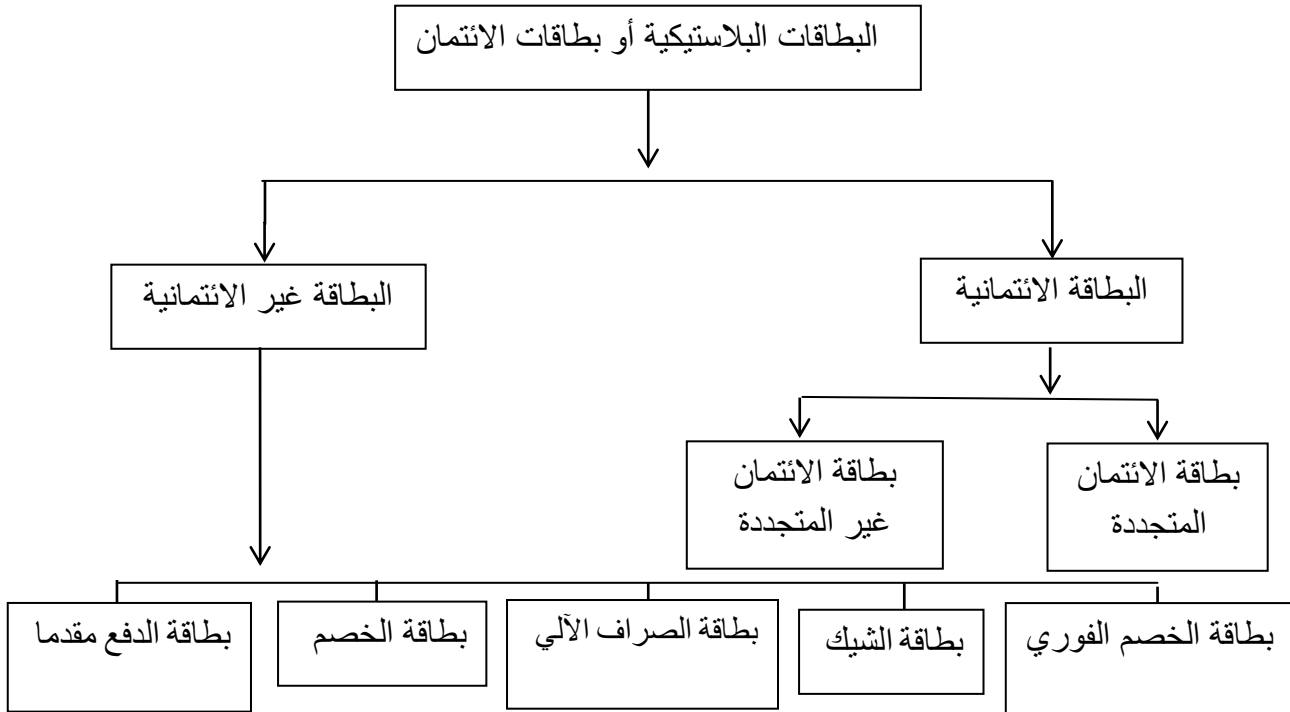 البطاقات البلاستيكية أو بطاقات الائتمان
البطاقة الائتمانية
البطاقة غير الائتمانية
بطاقة الائتمان
المتجددة
بطاقة الائتمان
غير المتجددة
بطاقة الخصم الفوري
بطاقة الشيك
بطاقة الصراف الآلي
بطاقة الخصم
بطاقة الدفع مقدما